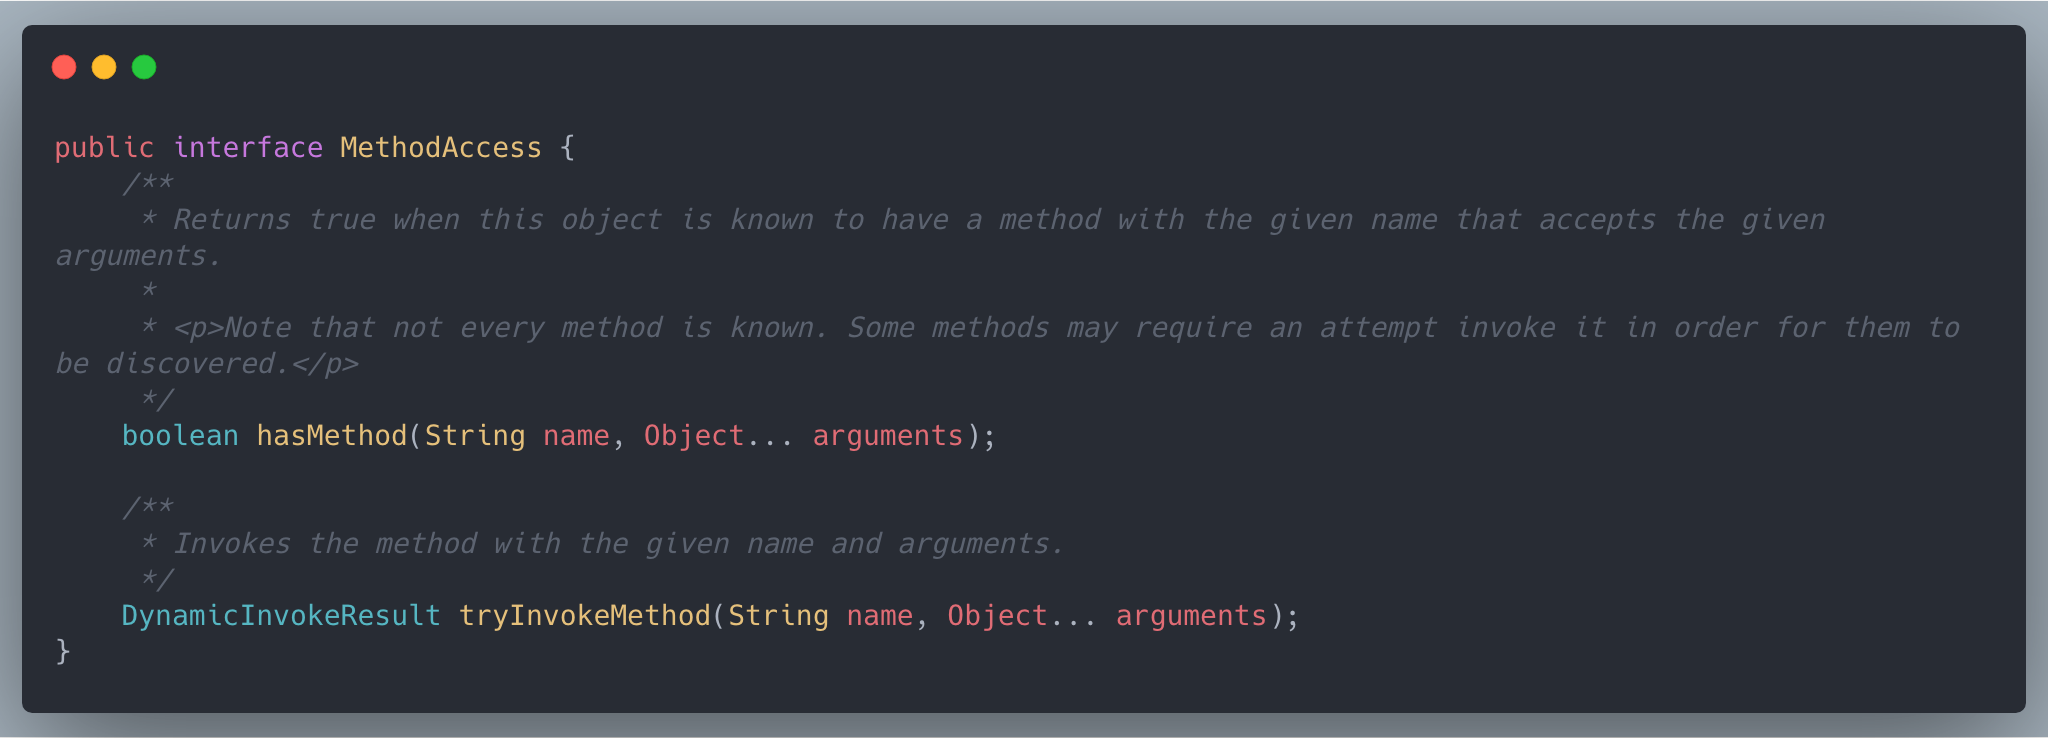 public interface MethodAccess {
    /**
     * Returns true when this object is known to have a method with the given name that accepts the given
arguments.
     *
     * <p>Note that not every method is known. Some methods may require an attempt invoke it in order for them to
be discovered.</p>
     */
    boolean hasMethod(String name, Object... arguments);

    /**
     * Invokes the method with the given name and arguments.
     */
    DynamicInvokeResult tryInvokeMethod(String name, Object... arguments);
}